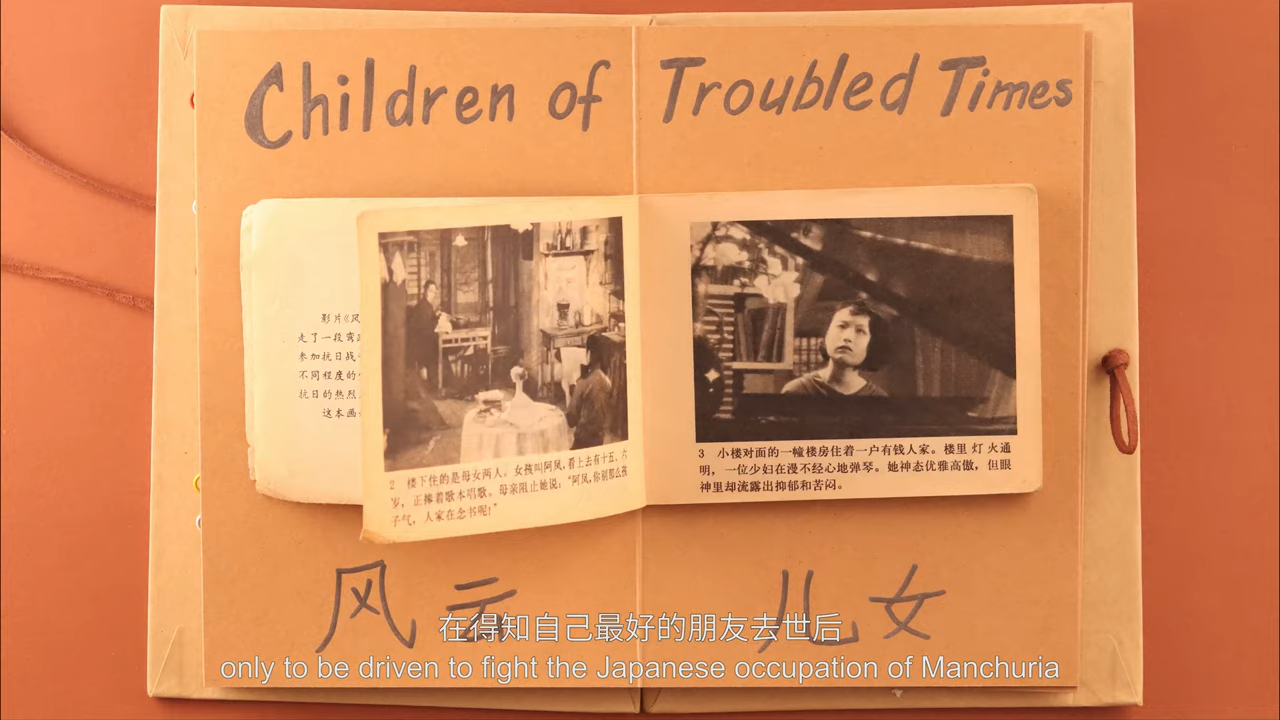 Children of Troubled Times
影片《风
走了一段弯
参加抗日战
不同程度的
抗日的热烈
这本画
2 楼下住的是母女两人。女孩叫阿凤，看上去有十五、六
岁，正捧着歌本唱歌。母亲阻止她说：“阿凤，你别那么孩
子气，人家在念书呢！”
3 小楼对面的一幢楼房住着一户有钱人家。楼里灯火通
明，一位少妇在漫不经心地弹琴。她神态优雅高傲，但眼
神里却流露出抑郁和苦闷。
风云儿女
在得知自己最好的朋友去世后
only to be driven to fight the Japanese occupation of Manchuria